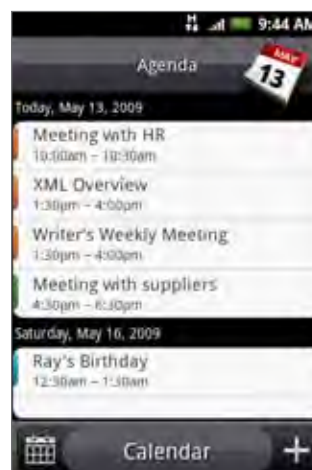 H
9:44 AM
Agenda
MAY
13
Today, May 13, 2009
Meeting with HR
10:00am – 10:30am
XML Overview
1:30pm – 4:00pm
Writer's Weekly Meeting
1:30pm – 4:00pm
Meeting with suppliers
4:30pm – 6:30pm
Saturday, May 16, 2009
Ray's Birthday
12:30am – 1:30am
Calendar